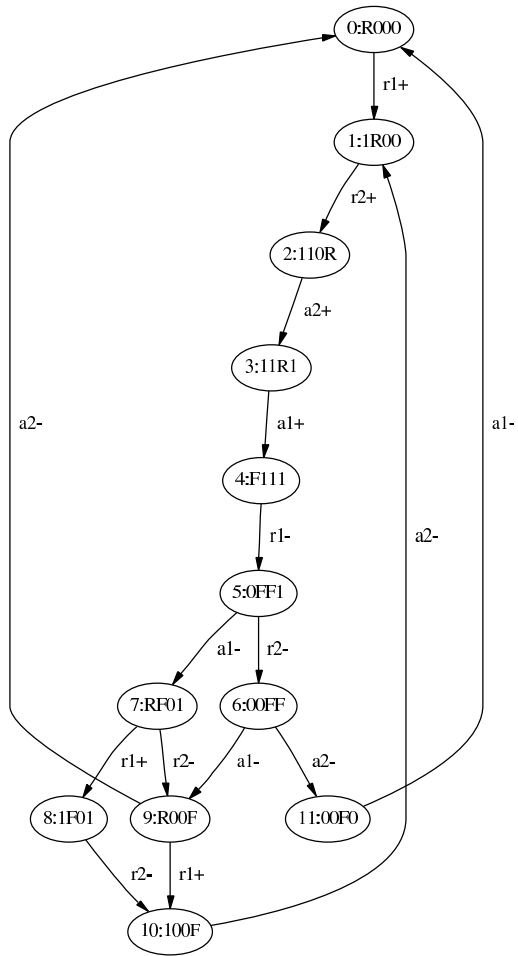 0:R000
r1+
1:1R00
r2+
2:110R
a2+
3:11R1
a2- a1+ a1-
4:F111
r1- a2-
5:0FF1
a1- r2-
7:RF01 6:00FF
r1+ r2- a1- a2-
8:1F01 9:R00F 11:00F0
r2- r1+
10:100F